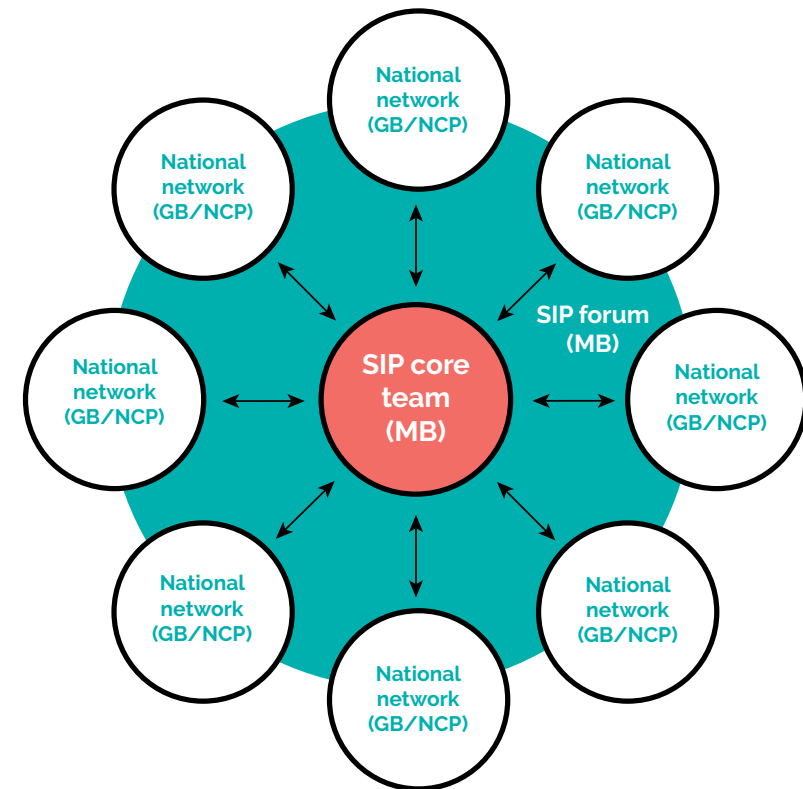 National
network
(GB/NCP)
National
network
(GB/NCP)
National
network
(GB/NCP)
SIP forum
(MB)
SIP core
team
(MB)
National
network
(GB/NCP)
National
network
(GB/NCP)
National
network
(GB/NCP)
National
network
(GB/NCP)
National
network
(GB/NCP)